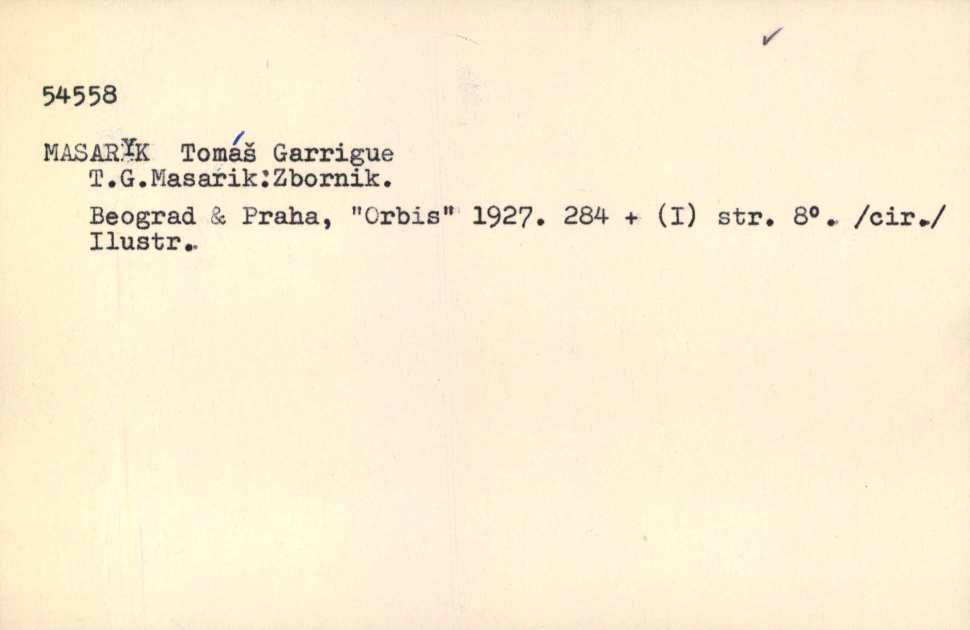 54558
MASARYK Tomáš Garrigue
T.G.Masarik:Zbornik.
Beograd & Praha, "Orbis" 1927. 284 + (I) str. 8°. /cir./
Ilustr.